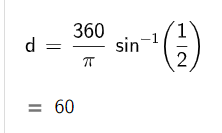 d = 360/π sin⁻¹(1/2)
= 60